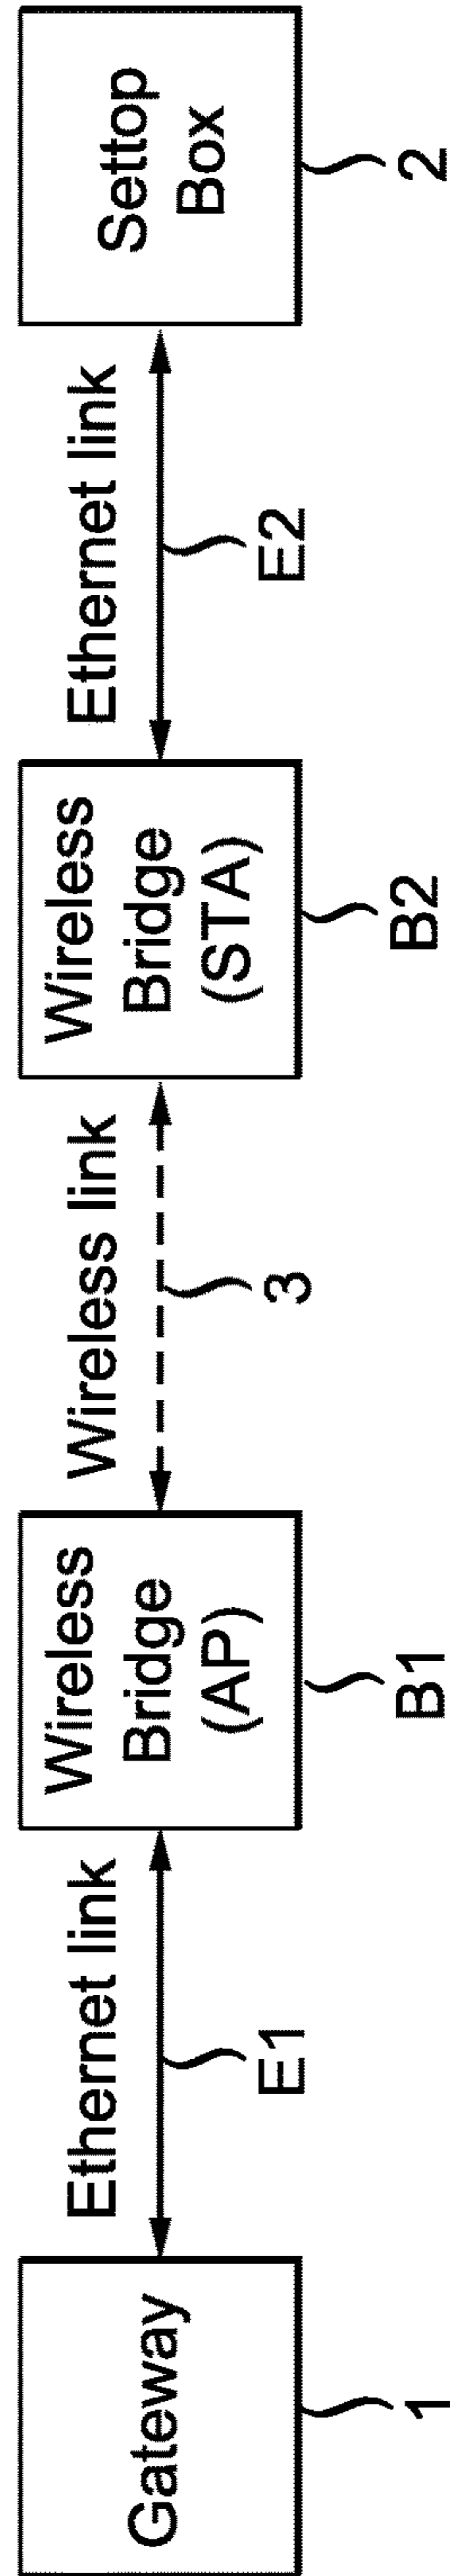 Gateway
1
Ethernet link
E1
Wireless
Bridge
(AP)
B1
Wireless link
3
Wireless
Bridge
(STA)
B2
Ethernet link
E2
Settop
Box
2